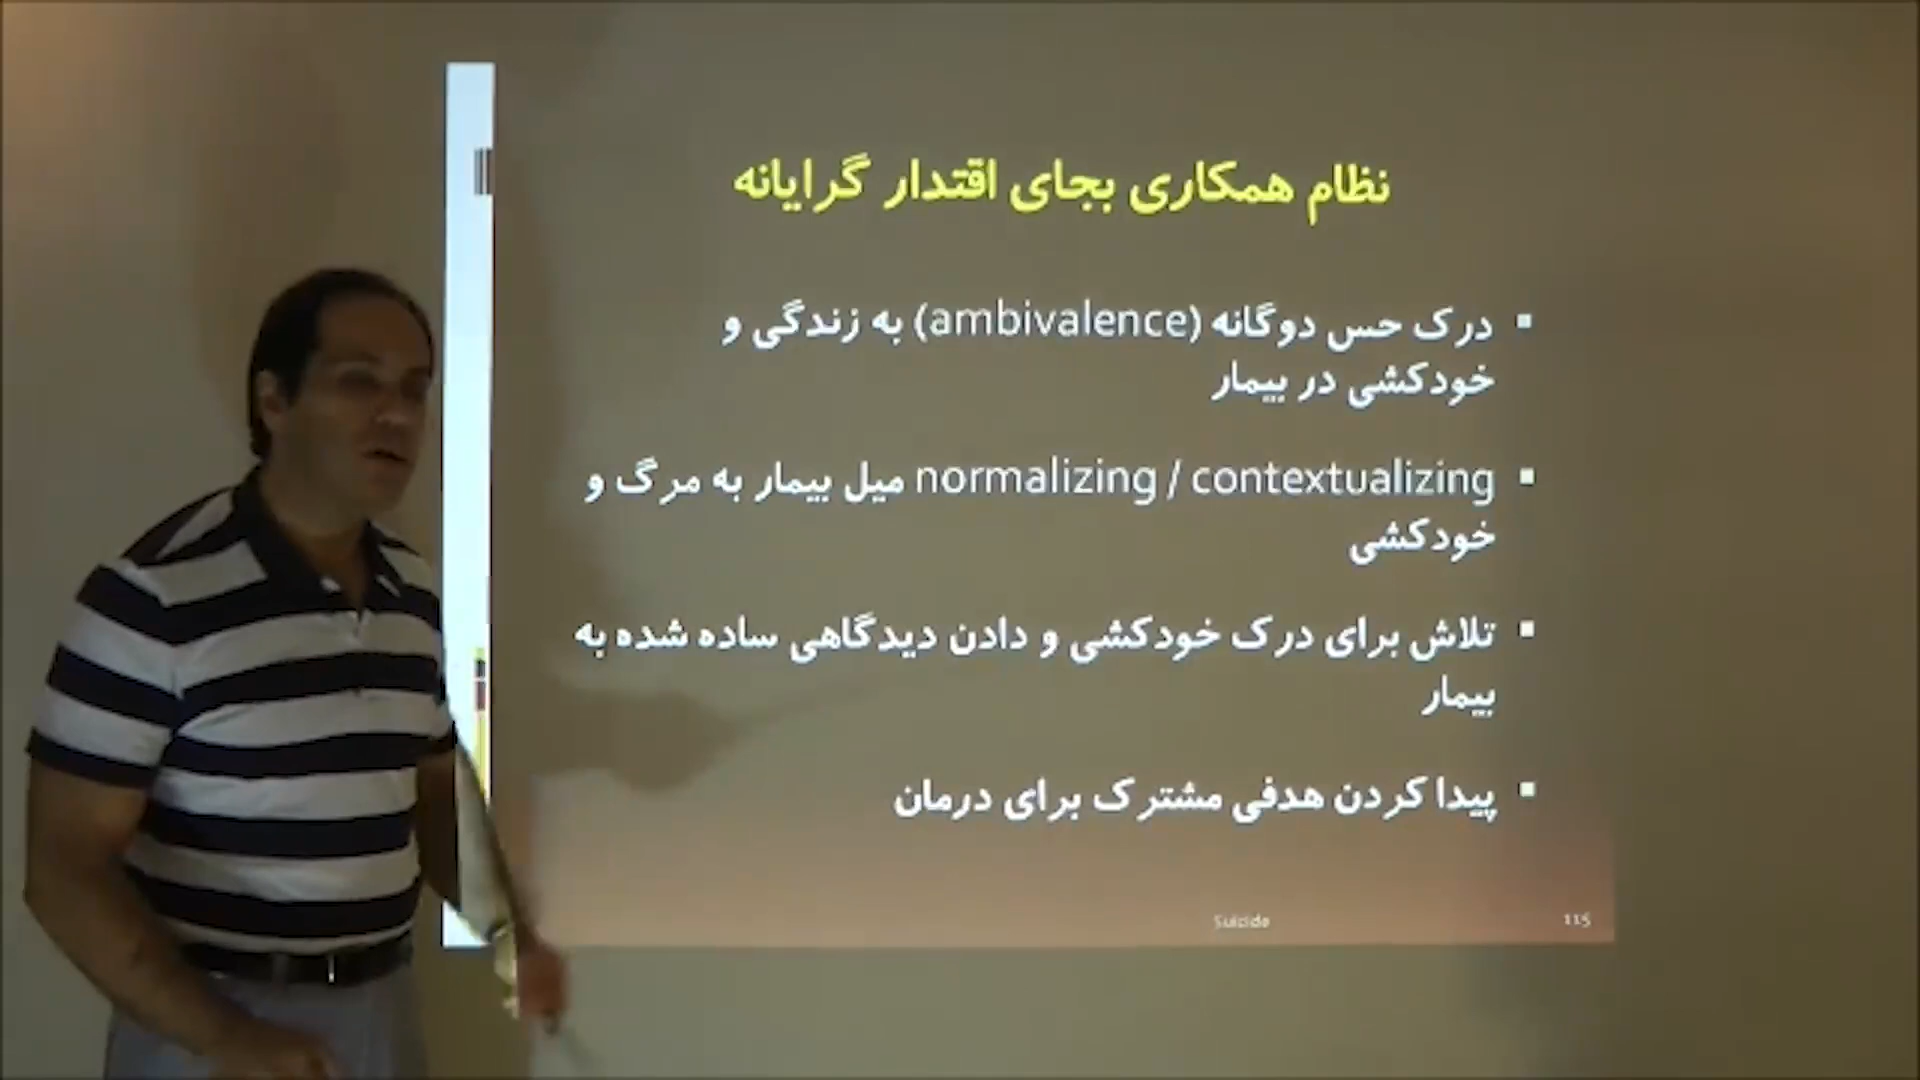 نظام همکاری بجای اقتدار گرایانه
درک حس دوگانه (ambivalence) به زندگی و
خودکشی در بیمار
normalizing / contextualizing میل بیمار به مرگ و
خودکشی
تلاش برای درک خودکشی و دادن دیدگاهی ساده شده به
بیمار
پیدا کردن هدفی مشترک برای درمان
Suicide
115